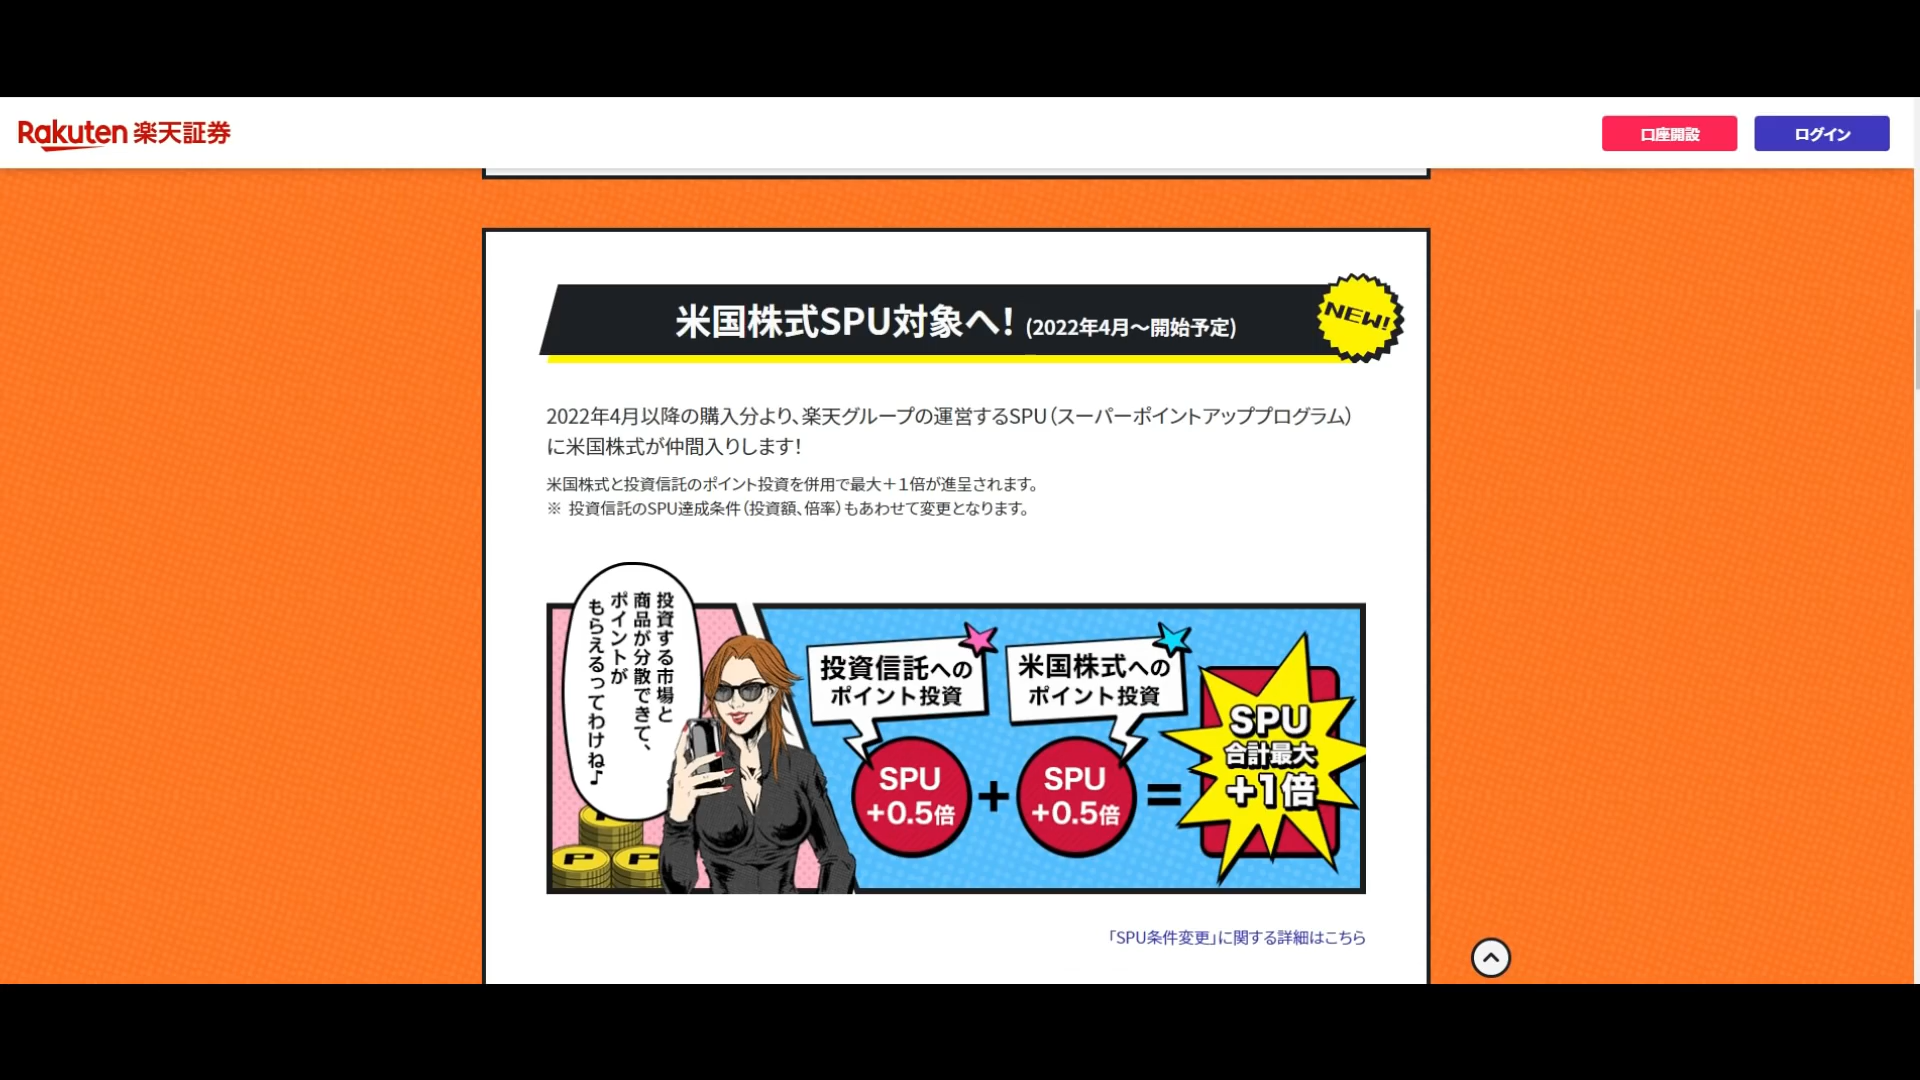 Rakuten 楽天証券
口座開設
ログイン
米国株式SPU対象へ! (2022年4月～開始予定)
NEW!
2022年4月以降の購入分より、楽天グループの運営するSPU（スーパーポイントアッププログラム）
に米国株式が仲間入りします！
米国株式と投資信託のポイント投資を併用で最大＋１倍が進呈されます。
※ 投資信託のSPU達成条件（投資額、倍率）もあわせて変更となります。
投資する市場と
商品が分散できて、
ポイントが
もらえるってわけね♪
P
P
P
投資信託への
ポイント投資
SPU
+0.5倍
+
米国株式への
ポイント投資
SPU
+0.5倍
=
SPU
合計最大
+1倍
「SPU条件変更」に関する詳細はこちら